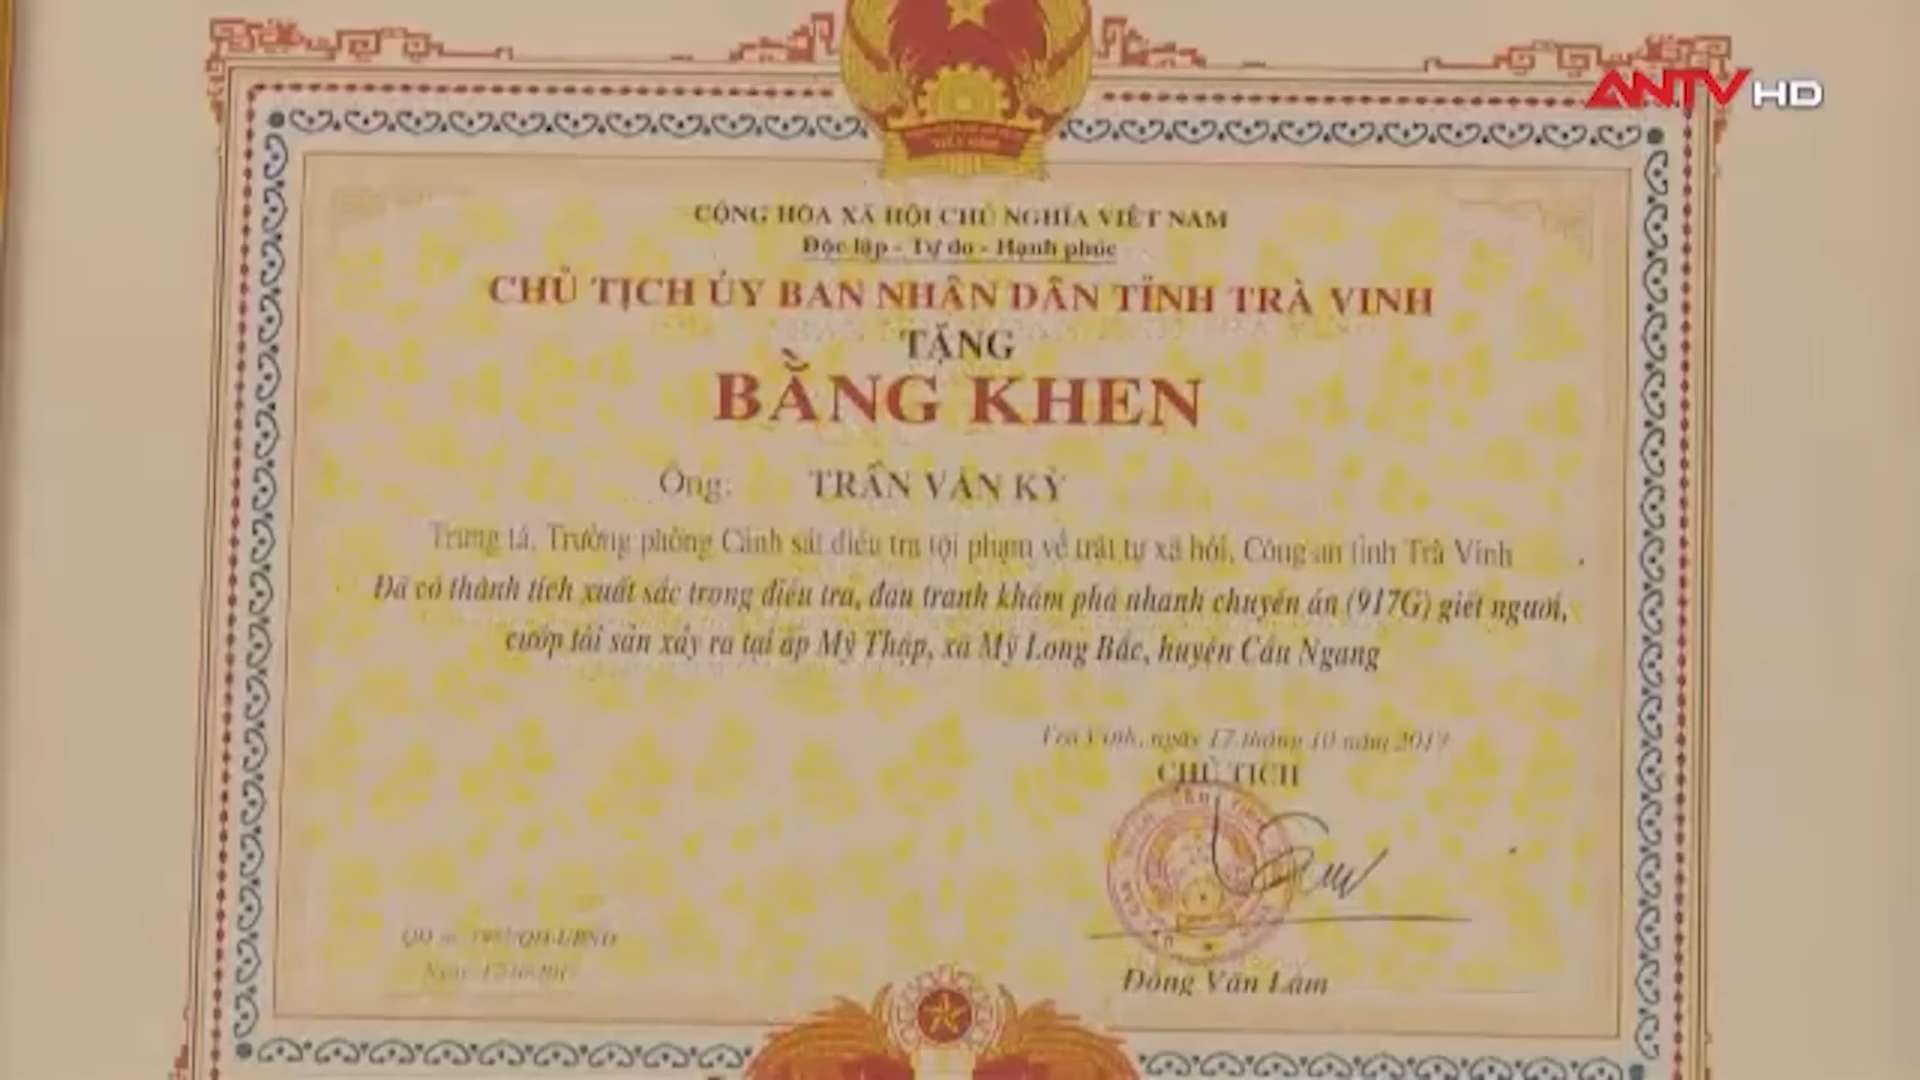 ANTV HD
CỘNG HÒA XÃ HỘI CHỦ NGHĨA VIỆT NAM
Độc lập - Tự do - Hạnh phúc
CHỦ TỊCH ỦY BAN NHÂN DÂN TỈNH TRÀ VINH
TẶNG
BẰNG KHEN
Ông: TRẦN VĂN KỲ
Trung tá, Trưởng phòng Cảnh sát điều tra tội phạm về trật tự xã hội, Công an tỉnh Trà Vinh
Đã có thành tích xuất sắc trong điều tra, đấu tranh khám phá nhanh chuyên án (917G) giết người,
cướp tài sản xảy ra tại ấp Mỹ Thập, xã Mỹ Long Bắc, huyện Cầu Ngang
Trà Vinh, ngày 17 tháng 10 năm 2017
CHỦ TỊCH
Đồng Văn Lâm